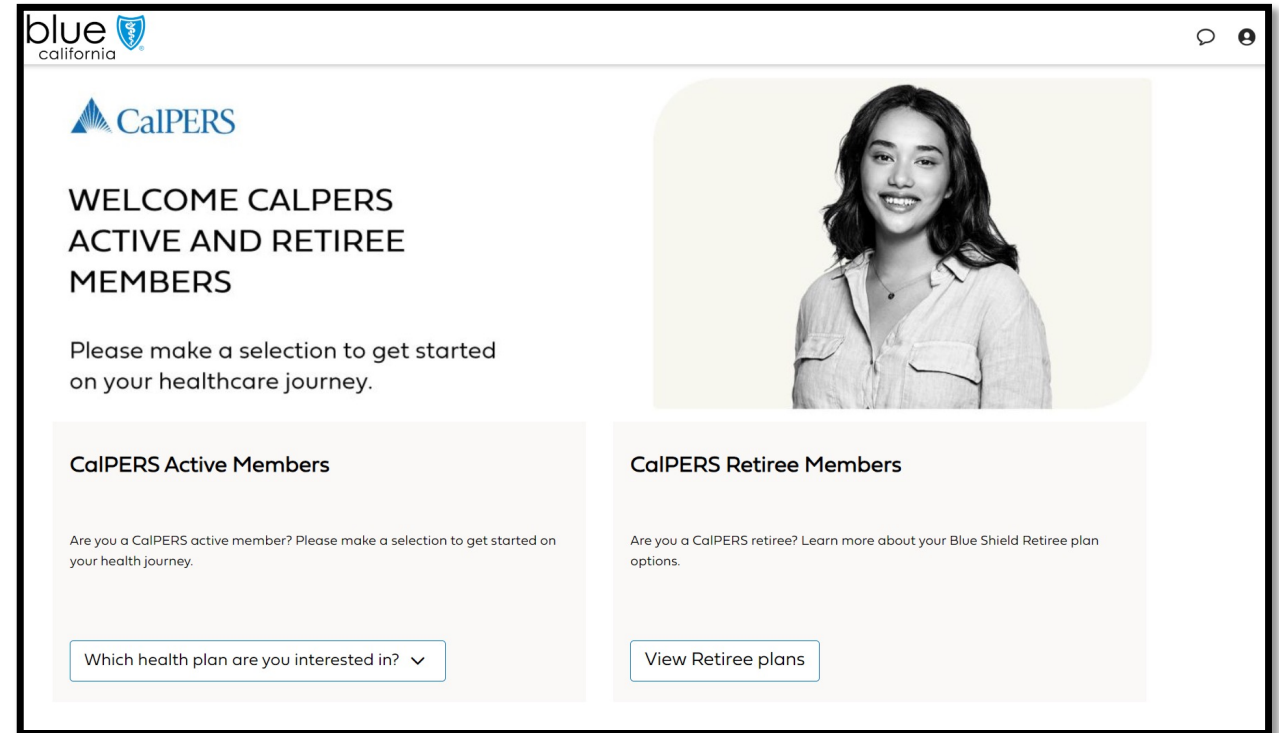 blue
california
CalPERS
WELCOME CALPERS
ACTIVE AND RETIREE
MEMBERS
Please make a selection to get started
on your healthcare journey.
CalPERS Active Members
Are you a CalPERS active member? Please make a selection to get started on
your health journey.
Which health plan are you interested in?
CalPERS Retiree Members
Are you a CalPERS retiree? Learn more about your Blue Shield Retiree plan
options.
View Retiree plans